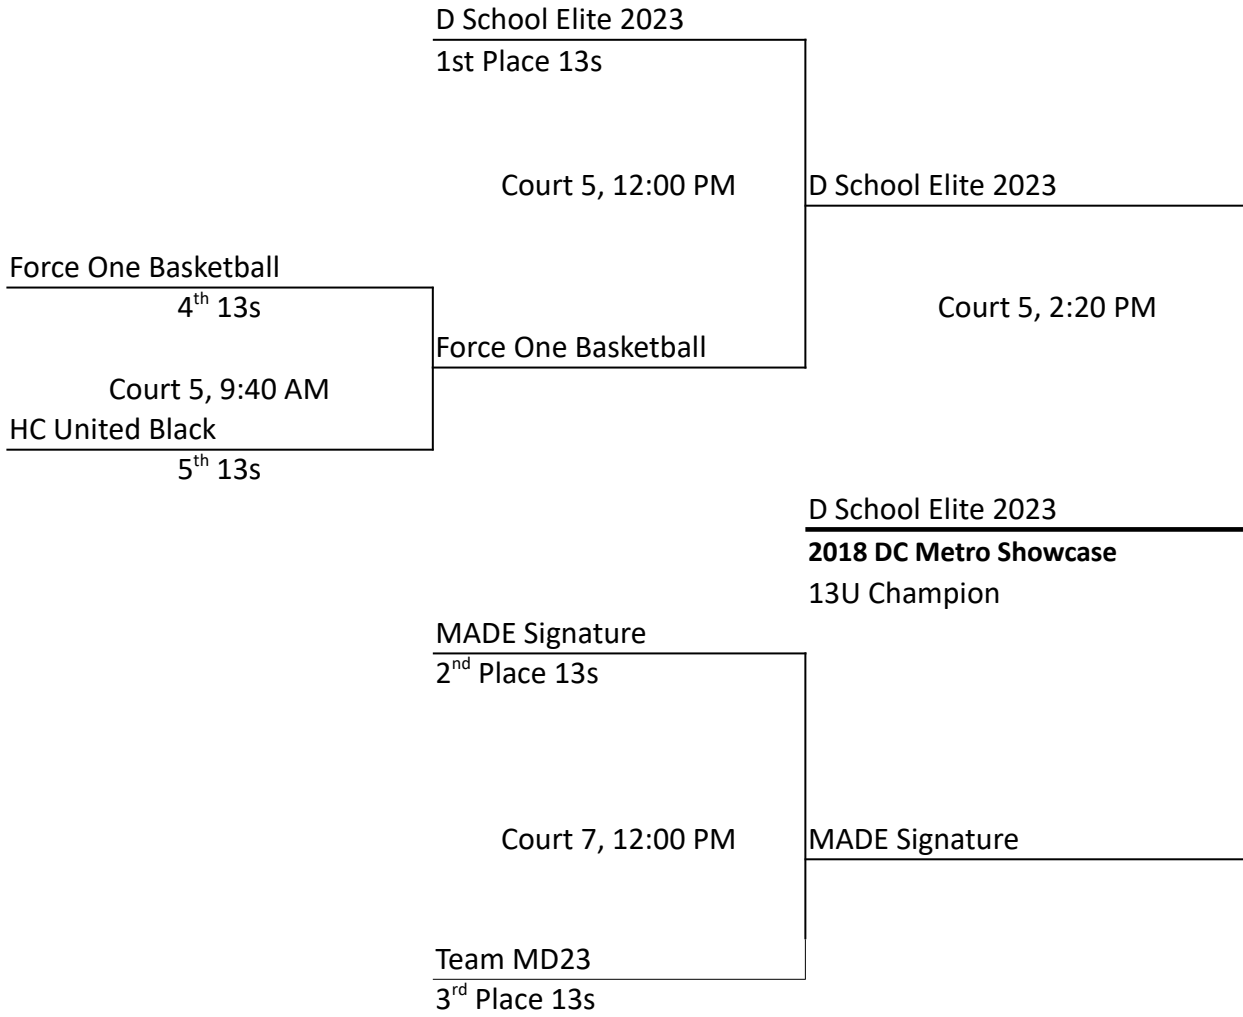 D School Elite 2023
1st Place 13s
Court 5, 12:00 PM
D School Elite 2023
Force One Basketball
4th 13s
Court 5, 2:20 PM
Force One Basketball
Court 5, 9:40 AM
HC United Black
5th 13s
D School Elite 2023
2018 DC Metro Showcase
13U Champion
MADE Signature
2nd Place 13s
Court 7, 12:00 PM
MADE Signature
Team MD23
3rd Place 13s